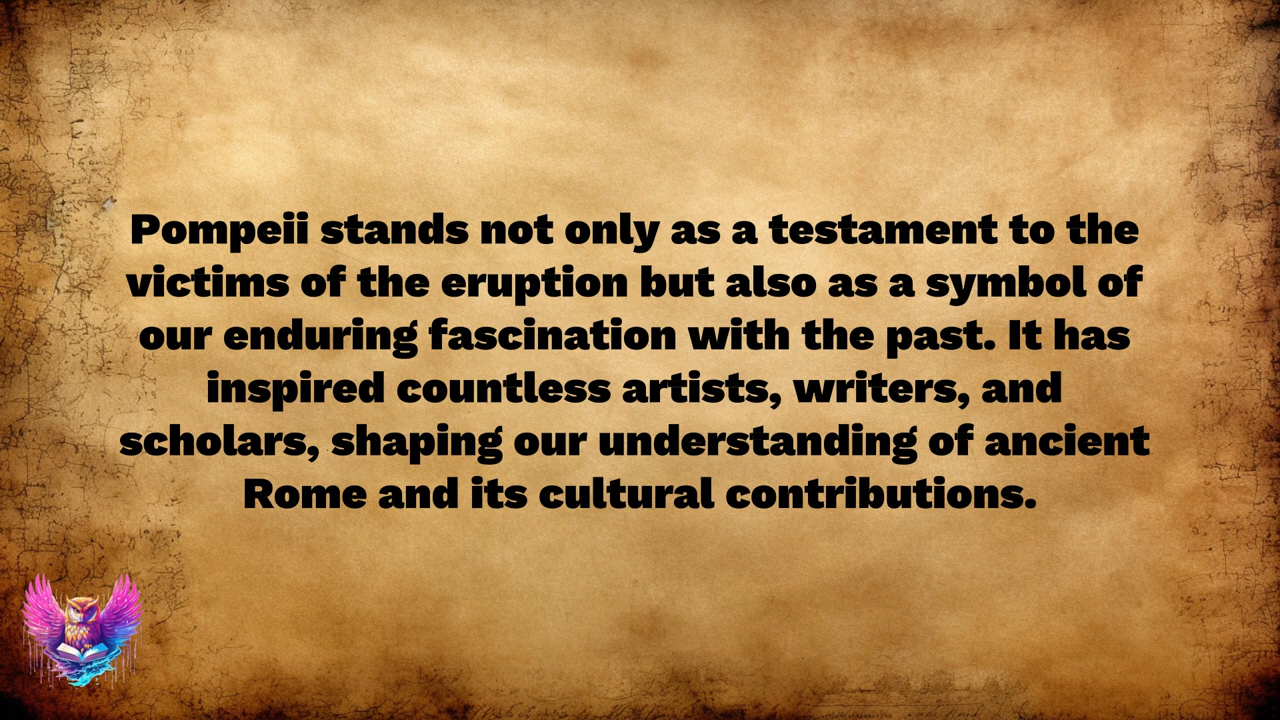 Pompeii stands not only as a testament to the
victims of the eruption but also as a symbol of
our enduring fascination with the past. It has
inspired countless artists, writers, and
scholars, shaping our understanding of ancient
Rome and its cultural contributions.